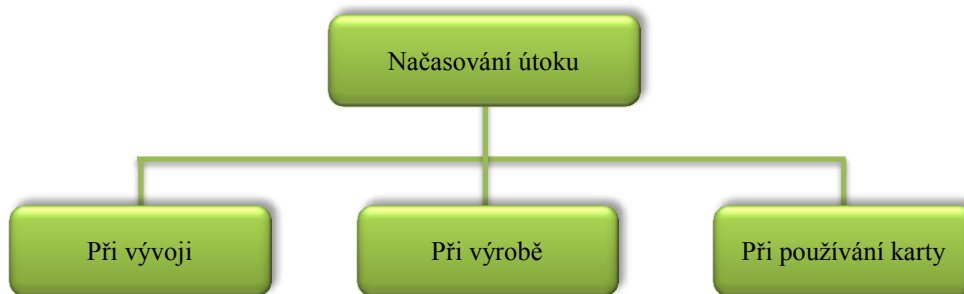 Načasování útoku
Při vývoji
Při výrobě
Při používání karty